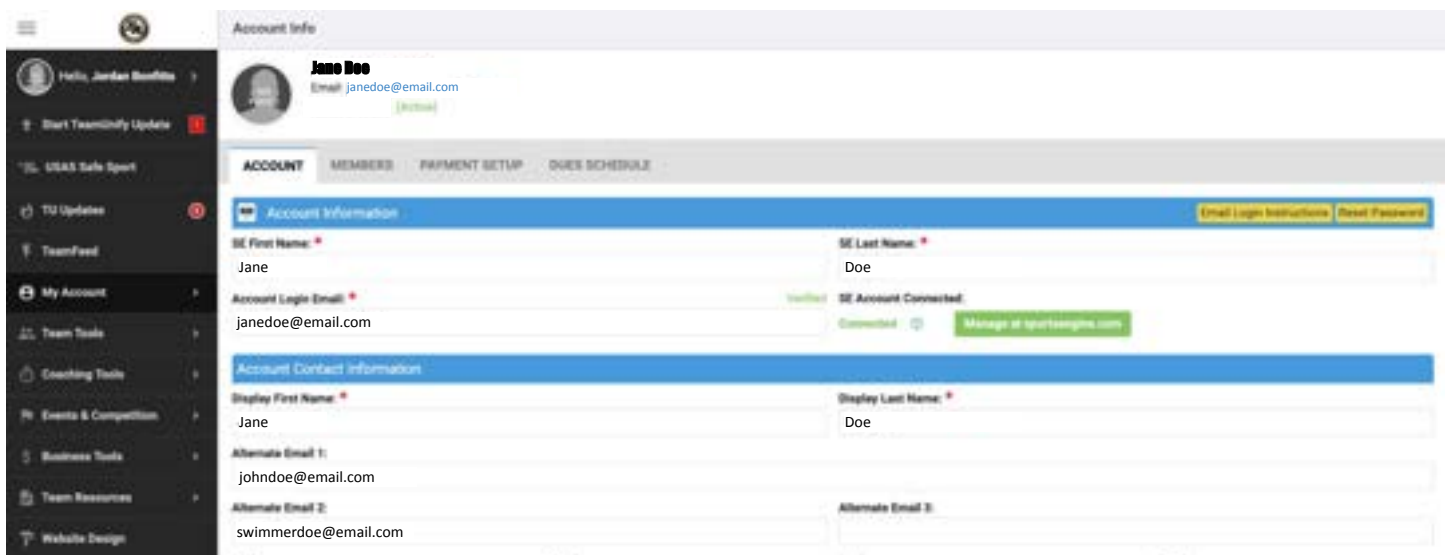 Account Info
Hello, Jordan Bonfitto
Jane Doe
Email: janedoe@email.com
(Active)
Start TeamUnify Update
USAS Safe Sport
ACCOUNT MEMBERS PAYMENT SETUP DUES SCHEDULE
TU Updates
Account Information
Email Login Instructions Reset Password
TeamFeed
SE First Name: * SE Last Name: *
Jane Doe
My Account
Account Login Email: * Verified SE Account Connected:
janedoe@email.com Connected Manage at sportsengine.com
Team Tools
Coaching Tools
Account Contact Information
Display First Name: * Display Last Name: *
Events & Competition
Jane Doe
Business Tools
Alternate Email 1:
johndoe@email.com
Team Resources
Alternate Email 2: Alternate Email 3:
swimmerdoe@email.com
Website Design